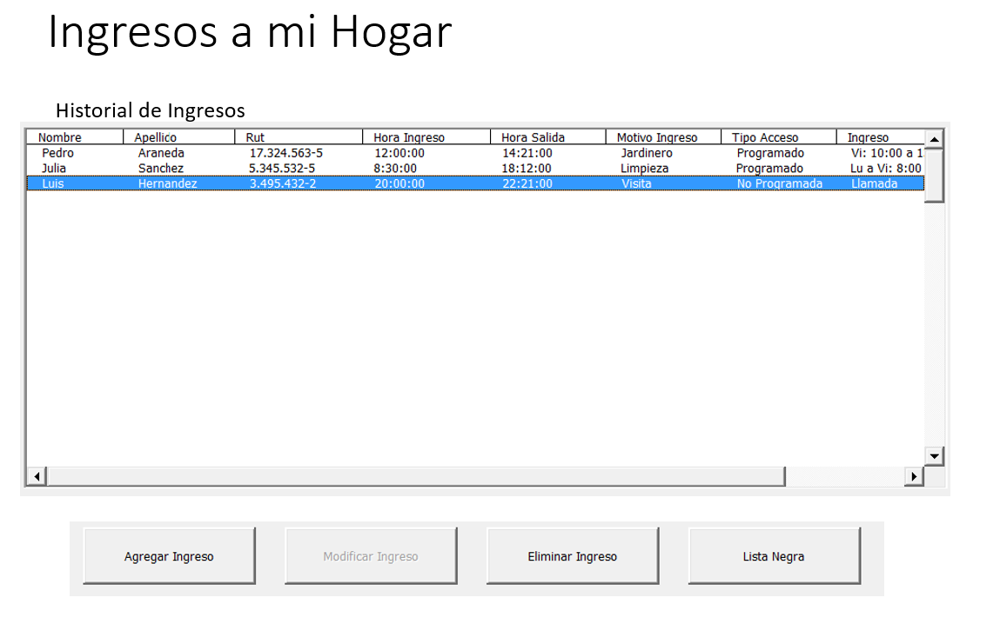 Ingresos a mi Hogar
Historial de Ingresos
Nombre Apellico Rut Hora Ingreso Hora Salida Motivo Ingreso Tipo Acceso Ingreso
Pedro Araneda 17.324.563-5 12:00:00 14:21:00 Jardinero Programado Vi: 10:00 a 1
Julia Sanchez 5.345.532-5 8:30:00 18:12:00 Limpieza Programado Lu a Vi: 8:00
Luis Hernandez 3.495.432-2 20:00:00 22:21:00 Visita No Programada Llamada
Agregar Ingreso Modificar Ingreso Eliminar Ingreso Lista Negra